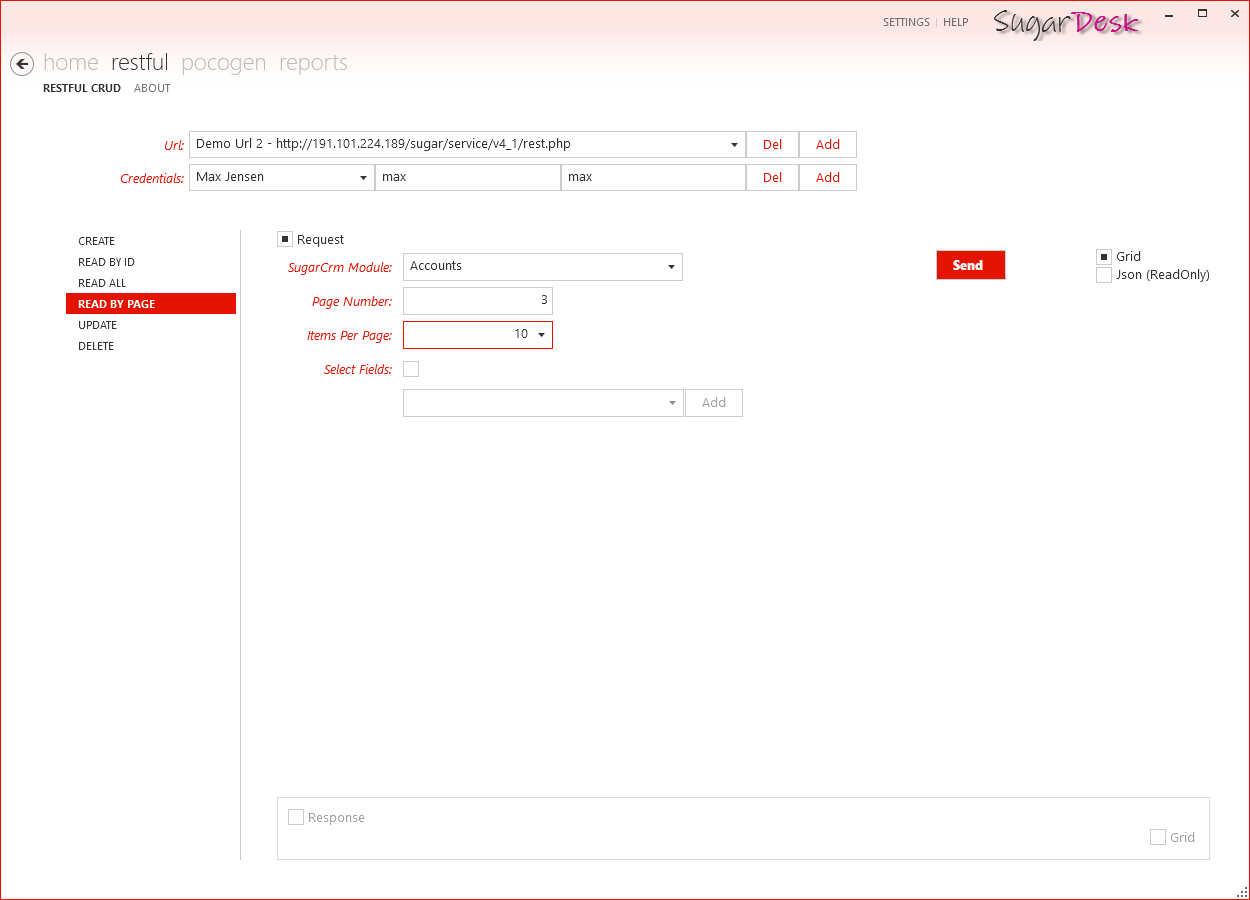 SETTINGS | HELP SugarDesk
home restful pocogen reports
RESTFUL CRUD ABOUT
Url: Demo Url 2 - http://191.101.224.189/sugar/service/v4_1/rest.php Del Add
Credentials: Max Jensen max max Del Add
CREATE
READ BY ID
READ ALL
READ BY PAGE
UPDATE
DELETE
Request
SugarCrm Module: Accounts
Page Number: 3
Items Per Page: 10
Select Fields:
Add
Send
Grid
Json (ReadOnly)
Response
Grid